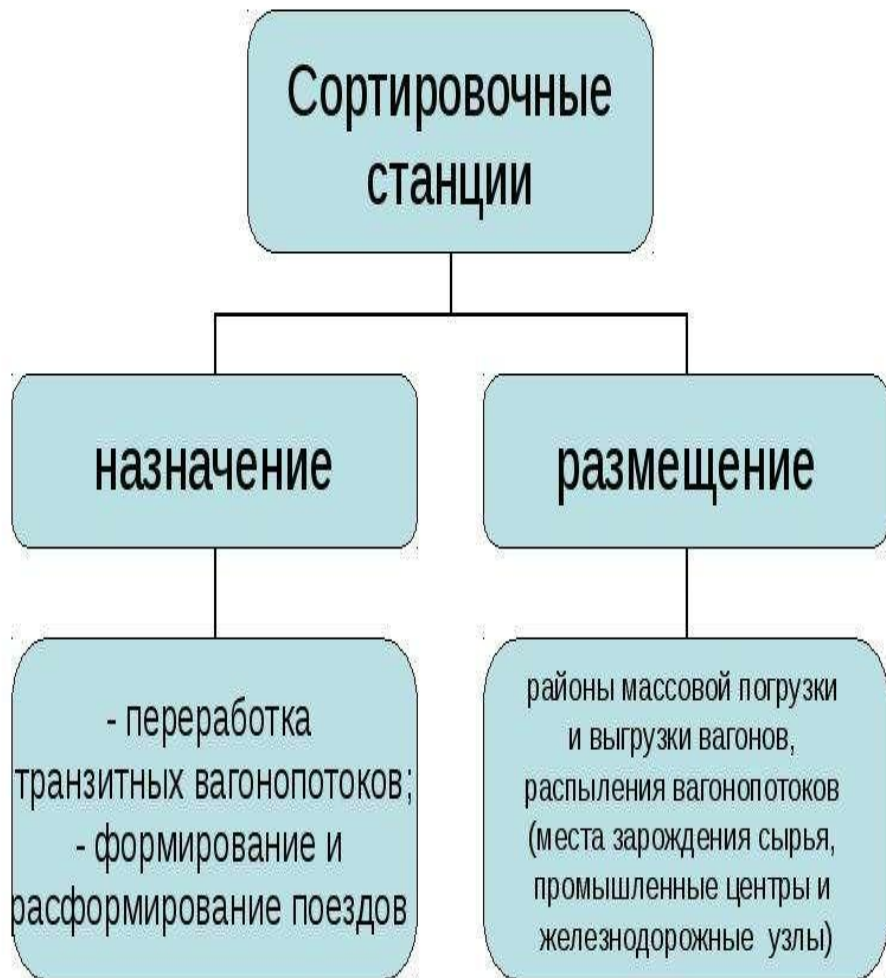 Сортировочные
станции
назначение
размещение
- переработка
транзитных вагонопотоков;
- формирование и
расформирование поездов
районы массовой погрузки
и выгрузки вагонов,
распыления вагонопотоков
(места зарождения сырья,
промышленные центры и
железнодорожные узлы)